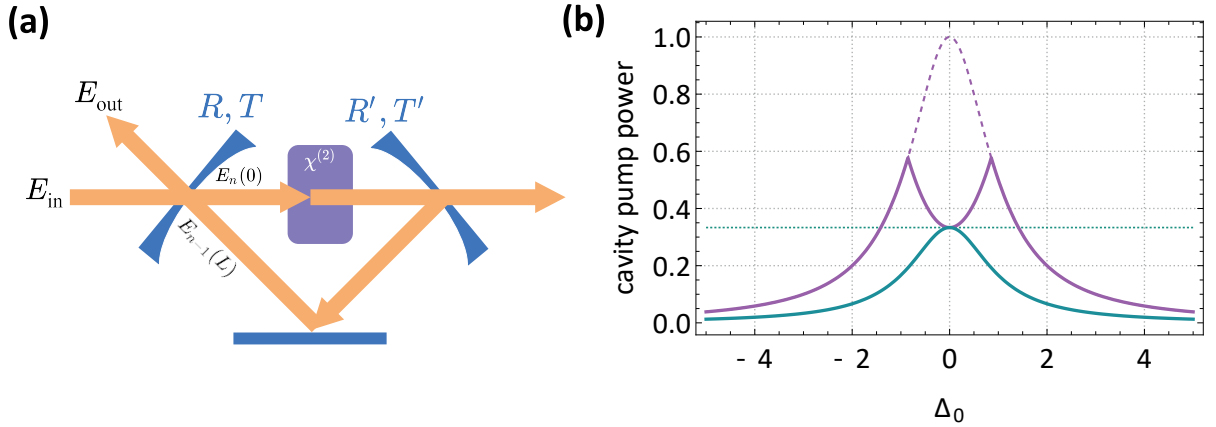 (a)
E_out
R, T
R′, T′
χ^(2)
E_in
E_n(0)
E_{n−1}(L)
(b)
cavity pump power
1.0
0.8
0.6
0.4
0.2
0.0
- 4
- 2
0
2
4
Δ_0